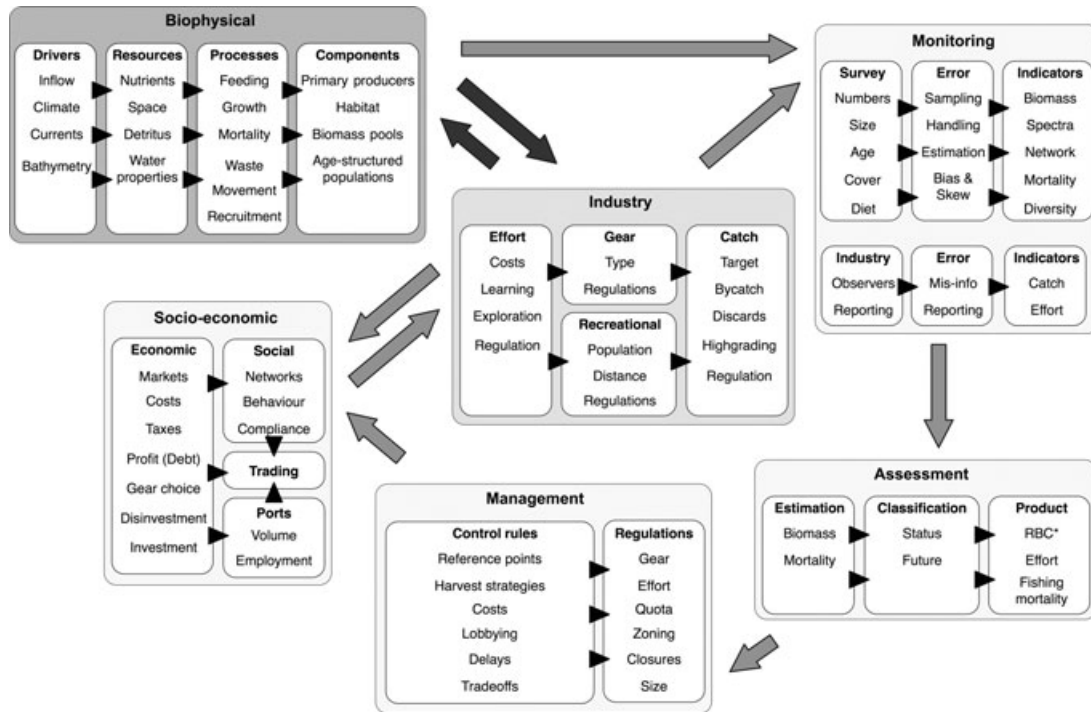 Biophysical
Drivers
Inflow
Climate
Currents
Bathymetry
Resources
Nutrients
Space
Detritus
Water
properties
Processes
Feeding
Growth
Mortality
Waste
Movement
Recruitment
Components
Primary producers
Habitat
Biomass pools
Age-structured
populations
Monitoring
Survey
Numbers
Size
Age
Cover
Diet
Error
Sampling
Handling
Estimation
Bias &
Skew
Indicators
Biomass
Spectra
Network
Mortality
Diversity
Industry
Observers
Reporting
Error
Mis-info
Reporting
Indicators
Catch
Effort
Industry
Effort
Costs
Learning
Exploration
Regulation
Gear
Type
Regulations
Recreational
Population
Distance
Regulations
Catch
Target
Bycatch
Discards
Highgrading
Regulation
Socio-economic
Economic
Markets
Costs
Taxes
Profit (Debt)
Gear choice
Disinvestment
Investment
Social
Networks
Behaviour
Compliance
Trading
Ports
Volume
Employment
Management
Control rules
Reference points
Harvest strategies
Costs
Lobbying
Delays
Tradeoffs
Regulations
Gear
Effort
Quota
Zoning
Closures
Size
Assessment
Estimation
Biomass
Mortality
Classification
Status
Future
Product
RBC*
Effort
Fishing
mortality